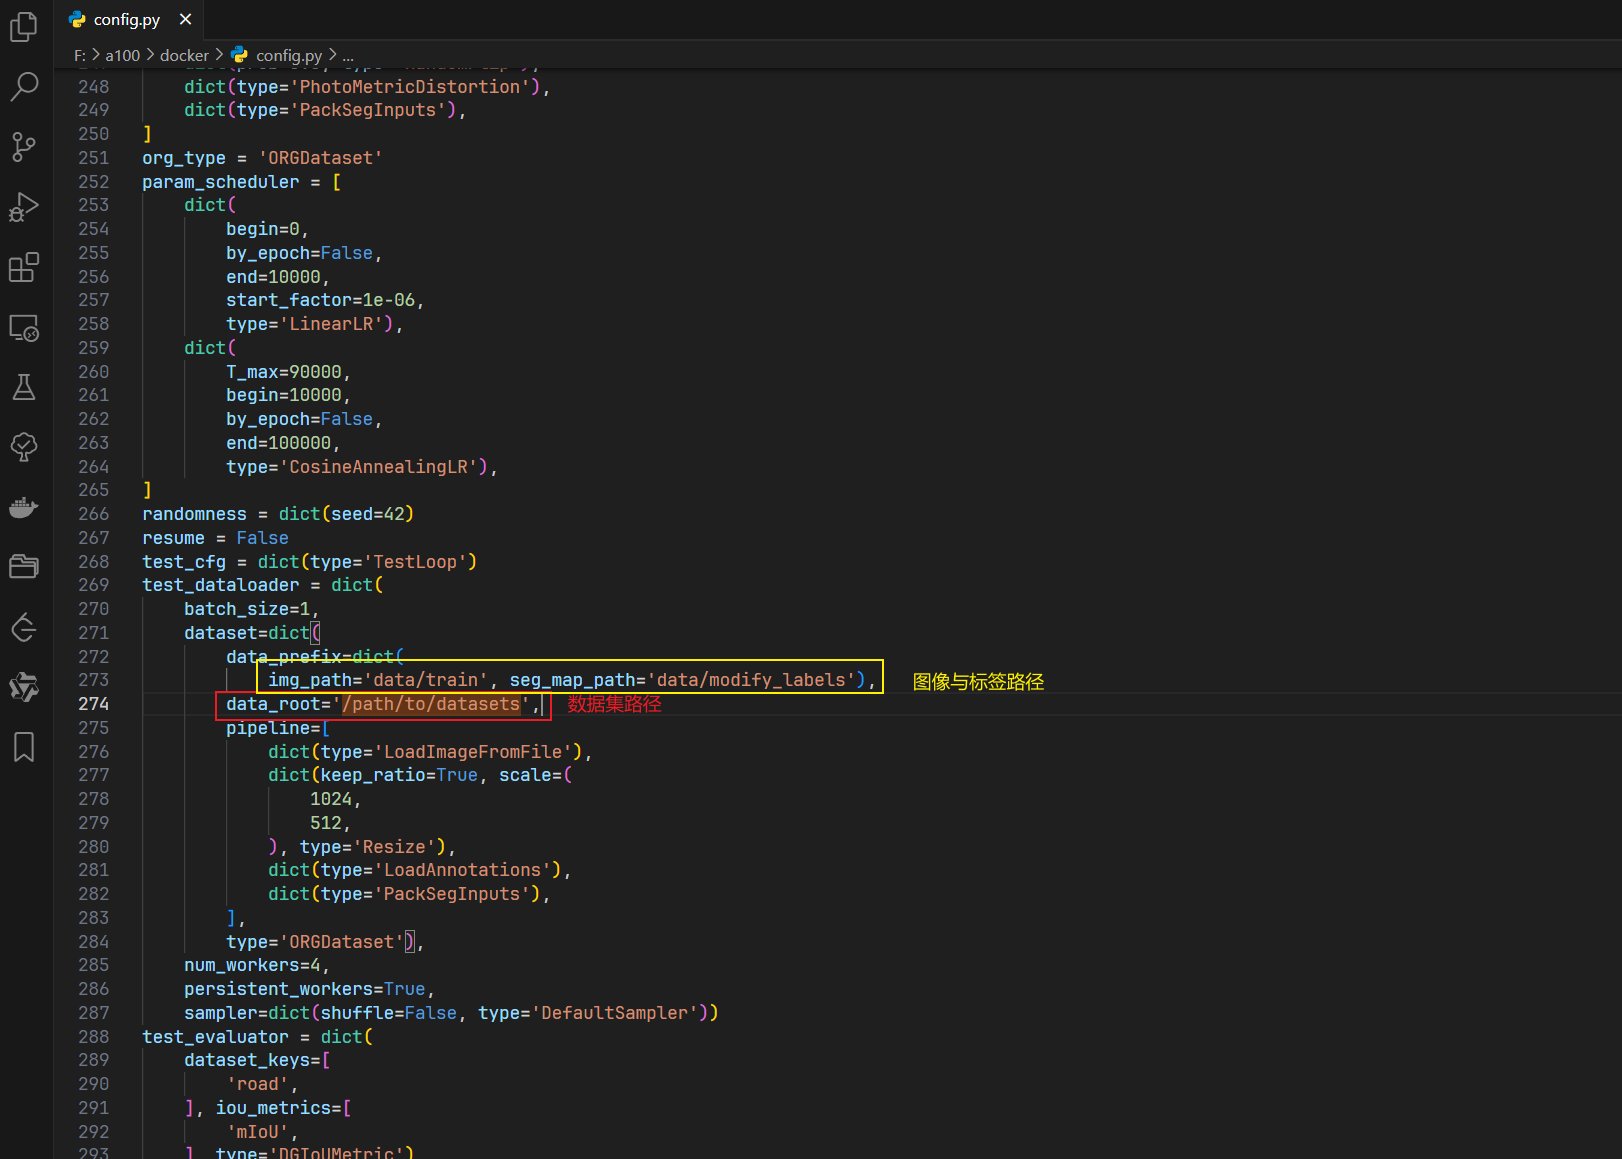 config.py
F: > a100 > docker > config.py > ...
248 dict(type='PhotoMetricDistortion'),
249 dict(type='PackSegInputs'),
250 ]
251 org_type = 'ORGDataset'
252 param_scheduler = [
253 dict(
254 begin=0,
255 by_epoch=False,
256 end=10000,
257 start_factor=1e-06,
258 type='LinearLR'),
259 dict(
260 T_max=90000,
261 begin=10000,
262 by_epoch=False,
263 end=100000,
264 type='CosineAnnealingLR'),
265 ]
266 randomness = dict(seed=42)
267 resume = False
268 test_cfg = dict(type='TestLoop')
269 test_dataloader = dict(
270 batch_size=1,
271 dataset=dict(
272 data_prefix=dict(
273 img_path='data/train', seg_map_path='data/modify_labels'), 图像与标签路径
274 data_root='/path/to/datasets', 数据集路径
275 pipeline=[
276 dict(type='LoadImageFromFile'),
277 dict(keep_ratio=True, scale=(
278 1024,
279 512,
280 ), type='Resize'),
281 dict(type='LoadAnnotations'),
282 dict(type='PackSegInputs'),
283 ],
284 type='ORGDataset'),
285 num_workers=4,
286 persistent_workers=True,
287 sampler=dict(shuffle=False, type='DefaultSampler'))
288 test_evaluator = dict(
289 dataset_keys=[
290 'road',
291 ], iou_metrics=[
292 'mIoU',
293 ], type='DGIoUMetric')